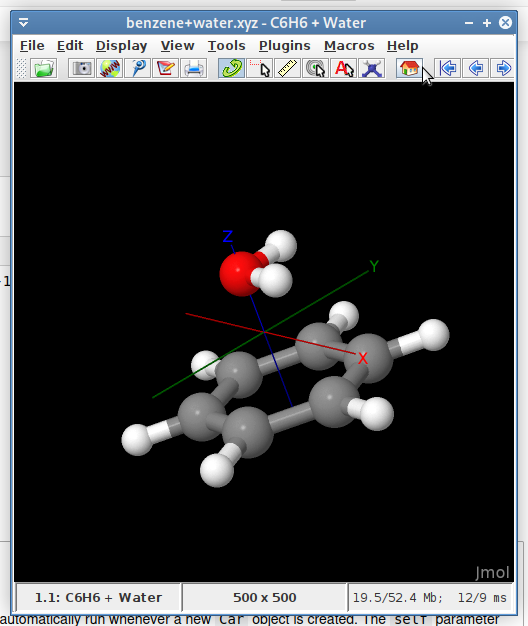 benzene+water.xyz - C6H6 + Water
File Edit Display View Tools Plugins Macros Help
-1
Z
Y
X
Jmol
1.1: C6H6 + Water 500 x 500 19.5/52.4 Mb; 12/9 ms
automatically run whenever a new Car object is created. The self parameter